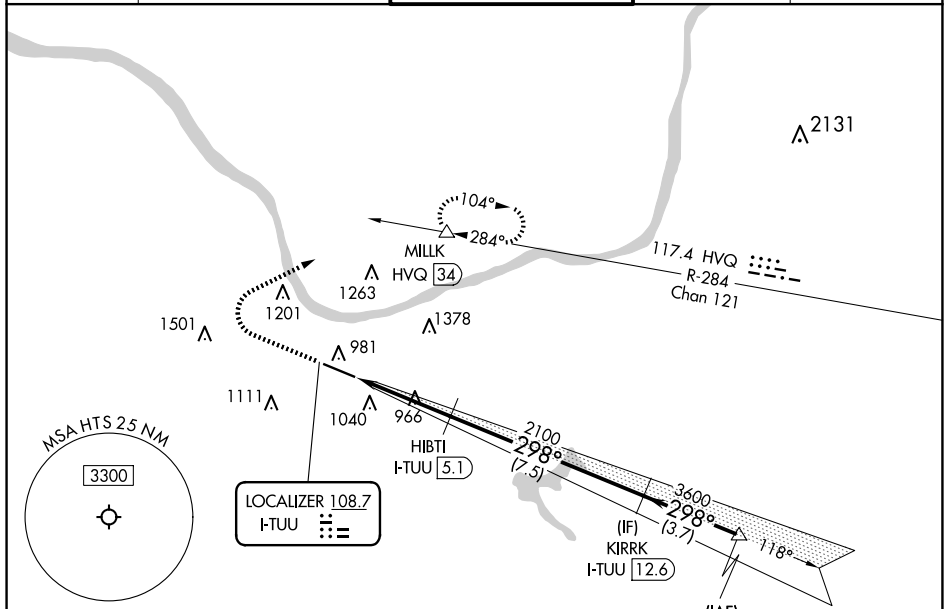 2131
104°
284°
MILLK
HVQ 34
117.4 HVQ
R-284
Chan 121
1263
1201
1378
1501
981
1111
1040
966
HIBTI
I-TUU 5.1
2100
298°
(7.5)
3600
298°
(3.7)
118°
(IF)
KIRRK
I-TUU 12.6
MSA HTS 25 NM
3300
LOCALIZER 108.7
I-TUU
(IAF)